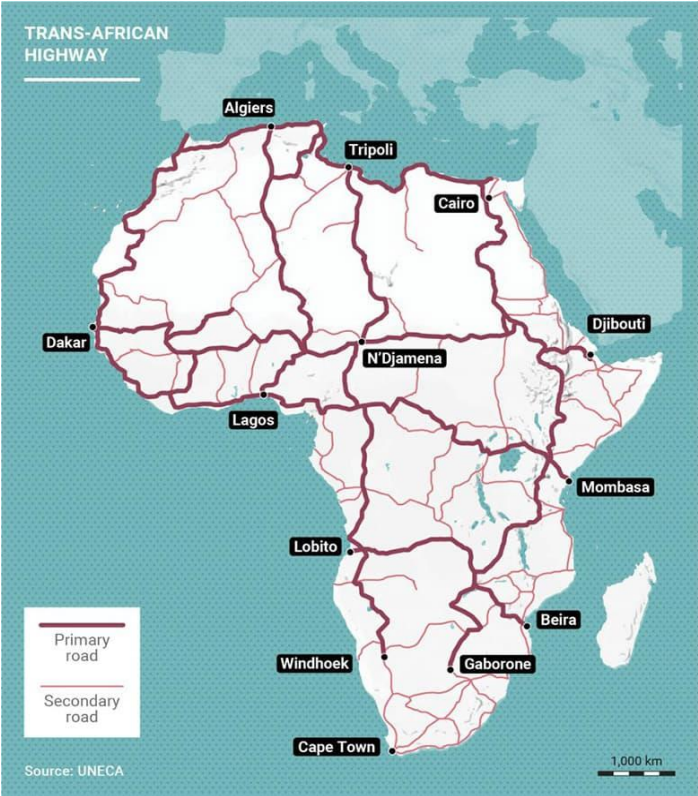 TRANS-AFRICAN
HIGHWAY
Algiers
Tripoli
Cairo
Djibouti
Dakar
N'Djamena
Lagos
Mombasa
Lobito
Beira
Windhoek
Gaborone
Cape Town
Primary
road
Secondary
road
Source: UNECA
1,000 km